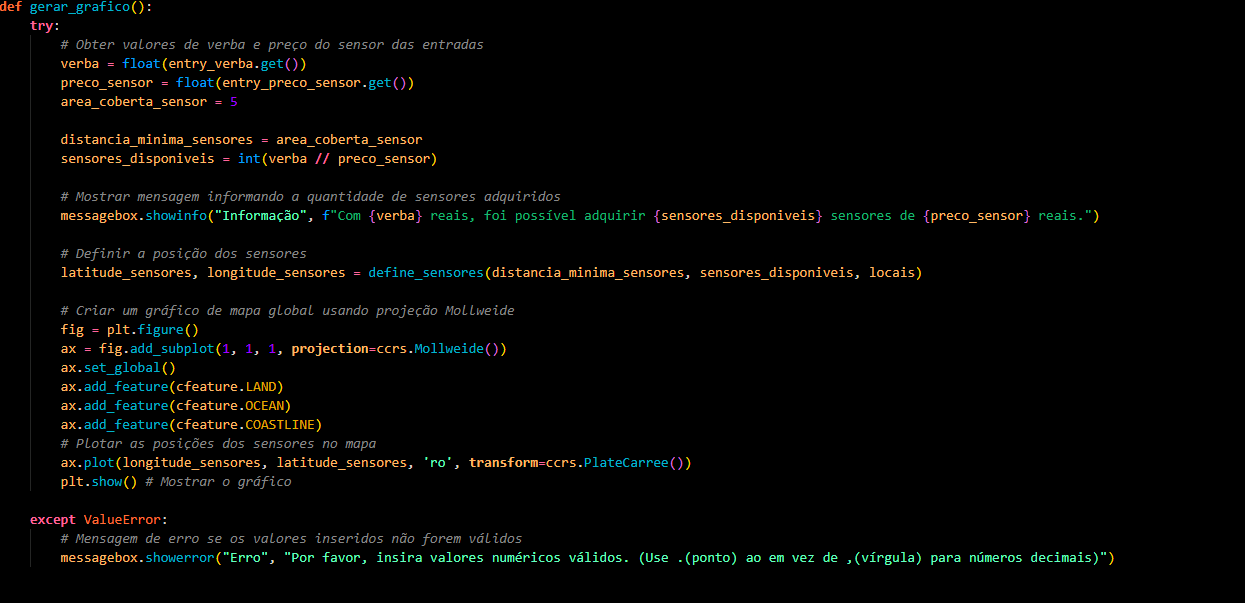 def gerar_grafico():
    try:
        # Obter valores de verba e preço do sensor das entradas
        verba = float(entry_verba.get())
        preco_sensor = float(entry_preco_sensor.get())
        area_coberta_sensor = 5

        distancia_minima_sensores = area_coberta_sensor
        sensores_disponiveis = int(verba // preco_sensor)

        # Mostrar mensagem informando a quantidade de sensores adquiridos
        messagebox.showinfo("Informação", f"Com {verba} reais, foi possível adquirir {sensores_disponiveis} sensores de {preco_sensor} reais.")

        # Definir a posição dos sensores
        latitude_sensores, longitude_sensores = define_sensores(distancia_minima_sensores, sensores_disponiveis, locais)

        # Criar um gráfico de mapa global usando projeção Mollweide
        fig = plt.figure()
        ax = fig.add_subplot(1, 1, 1, projection=ccrs.Mollweide())
        ax.set_global()
        ax.add_feature(cfeature.LAND)
        ax.add_feature(cfeature.OCEAN)
        ax.add_feature(cfeature.COASTLINE)
        # Plotar as posições dos sensores no mapa
        ax.plot(longitude_sensores, latitude_sensores, 'ro', transform=ccrs.PlateCarree())
        plt.show() # Mostrar o gráfico

    except ValueError:
        # Mensagem de erro se os valores inseridos não forem válidos
        messagebox.showerror("Erro", "Por favor, insira valores numéricos válidos. (Use .(ponto) ao em vez de ,(vírgula) para números decimais)")